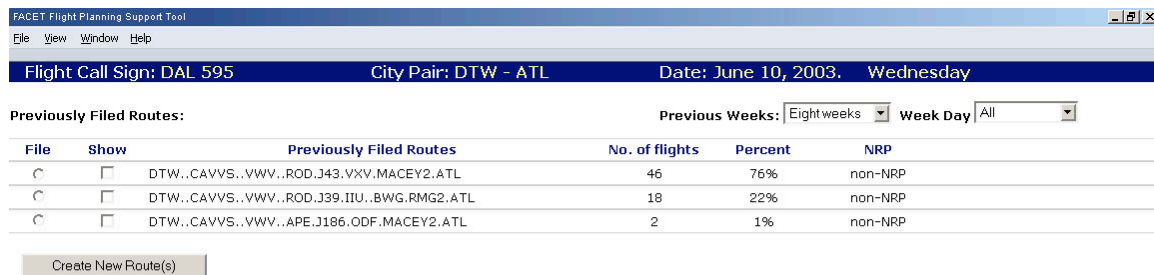 FACET Flight Planning Support Tool
File View Window Help
Flight Call Sign: DAL 595 City Pair: DTW - ATL Date: June 10, 2003. Wednesday
Previously Filed Routes: Previous Weeks: Eight weeks Week Day All
File Show Previously Filed Routes No. of flights Percent NRP
DTW..CAVVS..VWV..ROD.J43.VXV.MACEY2.ATL 46 76% non-NRP
DTW..CAVVS..VWV..ROD.J39.IIU..BWG.RMG2.ATL 18 22% non-NRP
DTW..CAVVS..VWV..APE.J186.ODF.MACEY2.ATL 2 1% non-NRP
Create New Route(s)